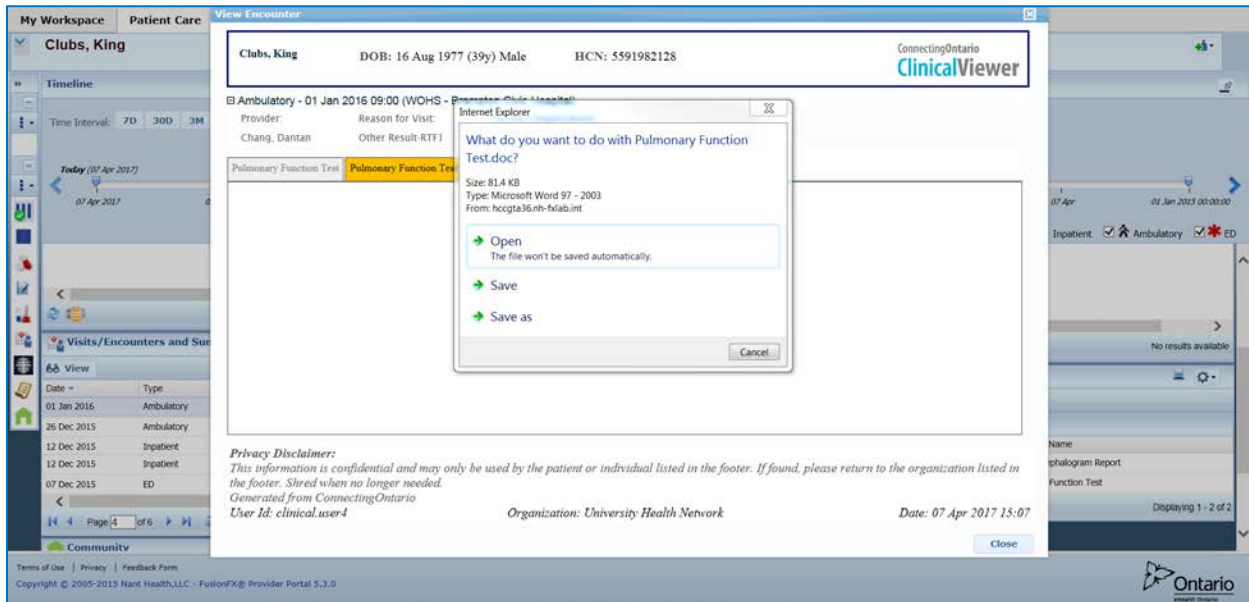 My Workspace Patient Care
View Encounter
Clubs, King
Clubs, King DOB: 16 Aug 1977 (39y) Male HCN: 5591982128
ConnectingOntario
ClinicalViewer
Timeline
Ambulatory - 01 Jan 2016 09:00 (WOHS - Brampton Civic Hospital)
Provider: Reason for Visit:
Chang, Dantan Other Result-RTF1
Time Interval: 7D 30D 3M
Pulmonary Function Test Pulmonary Function Tes
Internet Explorer
What do you want to do with Pulmonary Function
Test.doc?
Size: 81.4 KB
Type: Microsoft Word 97 - 2003
From: hccgta36.nh-fxlab.int
Open
The file won't be saved automatically.
Save
Save as
Cancel
Today (07 Apr 2017)
07 Apr 2017
07 Apr 01 Jan 2015 00:00:00
Inpatient Ambulatory ED
Visits/Encounters and Sur
No results available
View
Date Type
01 Jan 2016 Ambulatory
26 Dec 2015 Ambulatory
12 Dec 2015 Inpatient
12 Dec 2015 Inpatient
07 Dec 2015 ED
Name
phalogram Report
Function Test
Page 4 of 6
Displaying 1 - 2 of 2
Community
Privacy Disclaimer:
This information is confidential and may only be used by the patient or individual listed in the footer. If found, please return to the organization listed in
the footer. Shred when no longer needed.
Generated from ConnectingOntario
User Id: clinical.user4 Organization: University Health Network Date: 07 Apr 2017 15:07
Close
Terms of Use | Privacy | Feedback Form
Copyright © 2005-2015 Nant Health,LLC - FusionFX® Provider Portal 5.3.0
Ontario
eHealth Ontario